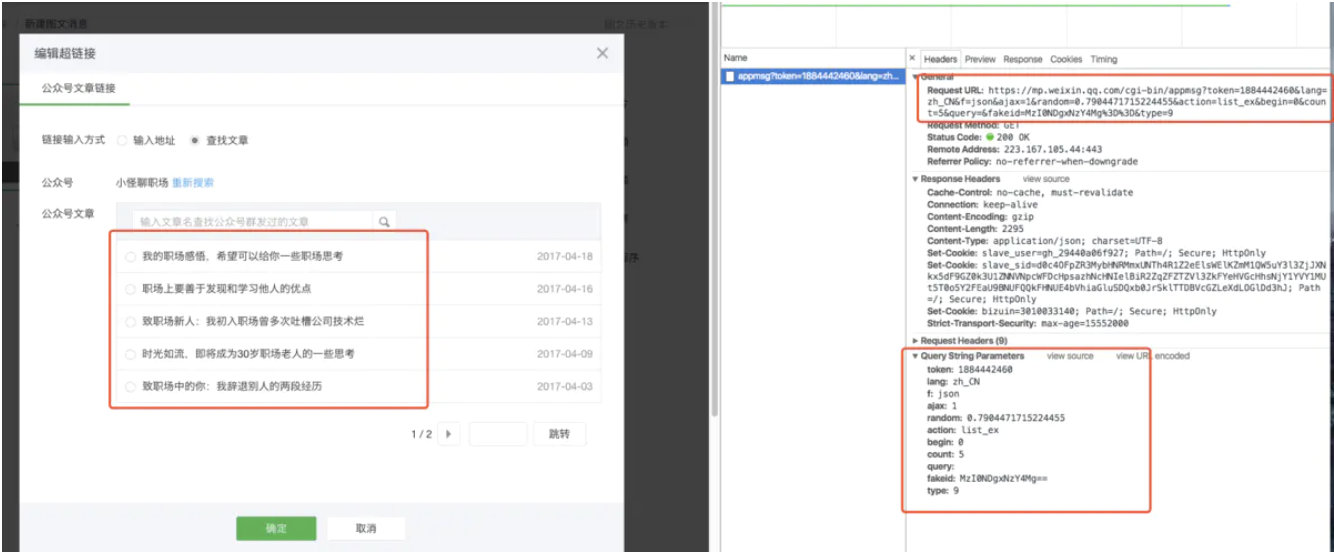 新建图文消息
编辑超链接
公众号文章链接
链接输入方式 输入地址 查找文章
公众号 小怪聊职场 重新搜索
公众号文章 输入文章名查找公众号群发过的文章
我的职场感悟，希望可以给你一些职场思考 2017-04-18
职场上要善于发现和学习他人的优点 2017-04-16
致职场新人：我初入职场曾多次吐槽公司技术烂 2017-04-13
时光如流，即将成为30岁职场老人的一些思考 2017-04-09
致职场中的你：我辞退别人的两段经历 2017-04-03
1 / 2 跳转
确定 取消
Name
appmsg?token=1884442460&lang=zh...
× Headers Preview Response Cookies Timing
General
Request URL: https://mp.weixin.qq.com/cgi-bin/appmsg?token=1884442460&lang=
zh_CN&f=json&ajax=1&random=0.7904471715224455&action=list_ex&begin=0&coun
t=5&query=&fakeid=MzI0NDgxNzY4Mg%3D%3D&type=9
Request Method: GET
Status Code: 200 OK
Remote Address: 223.167.105.44:443
Referrer Policy: no-referrer-when-downgrade
Response Headers view source
Cache-Control: no-cache, must-revalidate
Connection: keep-alive
Content-Encoding: gzip
Content-Length: 2295
Content-Type: application/json; charset=UTF-8
Set-Cookie: slave_user=gh_29440a06f927; Path=/; Secure; HttpOnly
Set-Cookie: Path
=/; Secure; HttpOnly
Set-Cookie: bizuin=3010033140; Path=/; Secure; HttpOnly
Strict-Transport-Security: max-age=15552000
Request Headers (9)
Query String Parameters view source view URL encoded
token: 1884442460
lang: zh_CN
f: json
ajax: 1
random: 0.7904471715224455
action: list_ex
begin: 0
count: 5
query:
fakeid: MzI0NDgxNzY4Mg==
type: 9